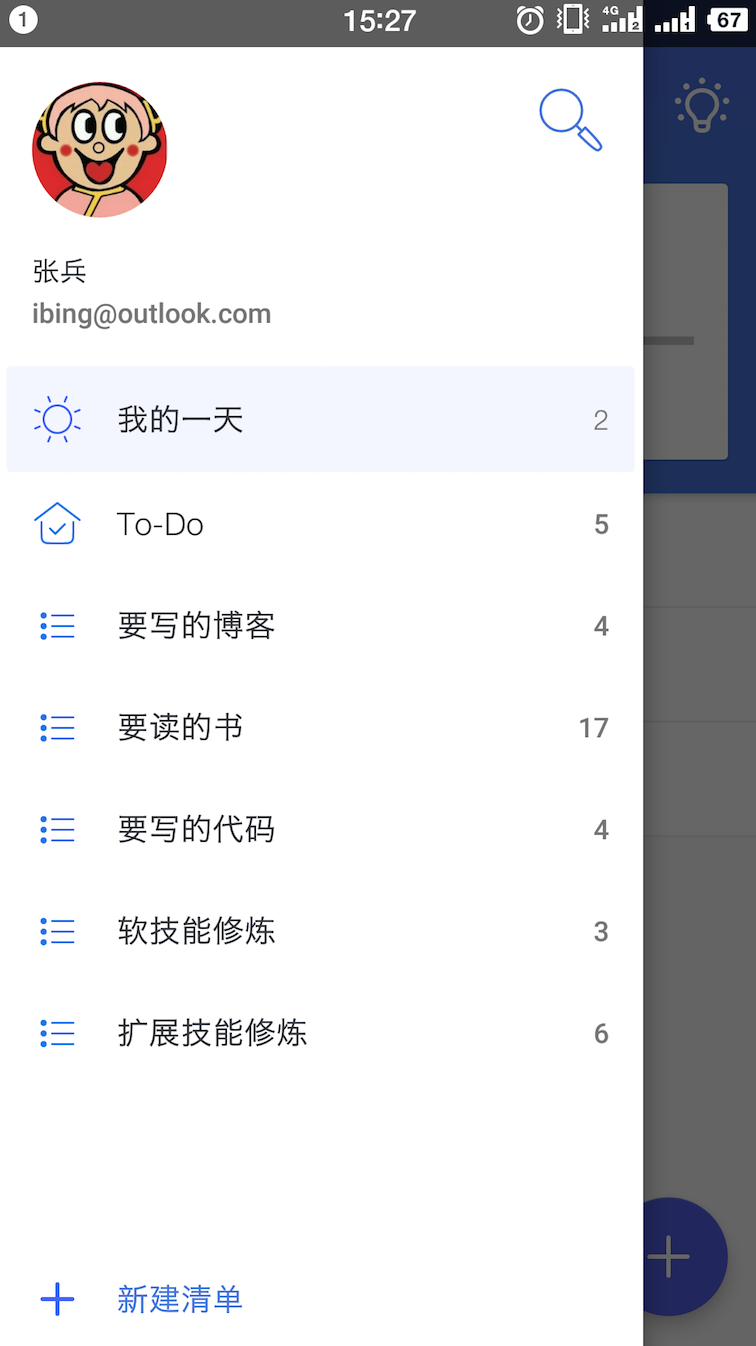 1 15:27 4G 2 1 67
张兵
ibing@outlook.com
我的一天 2
To-Do 5
要写的博客 4
要读的书 17
要写的代码 4
软技能修炼 3
扩展技能修炼 6
新建清单